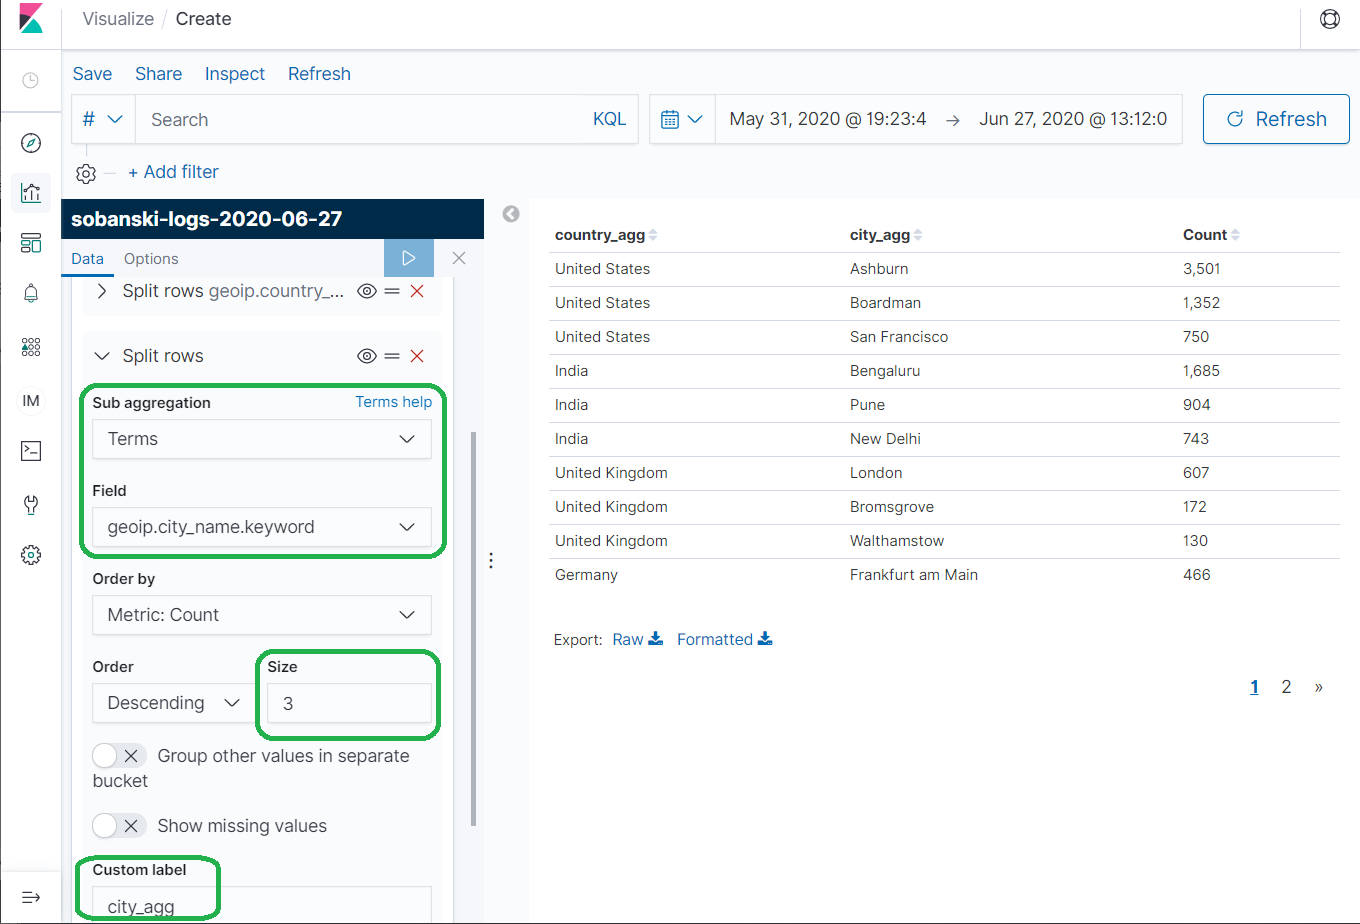 Visualize / Create
Save Share Inspect Refresh
# Search KQL May 31, 2020 @ 19:23:4 → Jun 27, 2020 @ 13:12:0 Refresh
+ Add filter
sobanski-logs-2020-06-27
Data Options
Split rows geoip.country_...
Split rows
Sub aggregation Terms help
Terms
Field
geoip.city_name.keyword
Order by
Metric: Count
Order Size
Descending 3
Group other values in separate
bucket
Show missing values
Custom label
city_agg
IM
country_agg city_agg Count
United States Ashburn 3,501
United States Boardman 1,352
United States San Francisco 750
India Bengaluru 1,685
India Pune 904
India New Delhi 743
United Kingdom London 607
United Kingdom Bromsgrove 172
United Kingdom Walthamstow 130
Germany Frankfurt am Main 466
Export: Raw Formatted
1 2 »